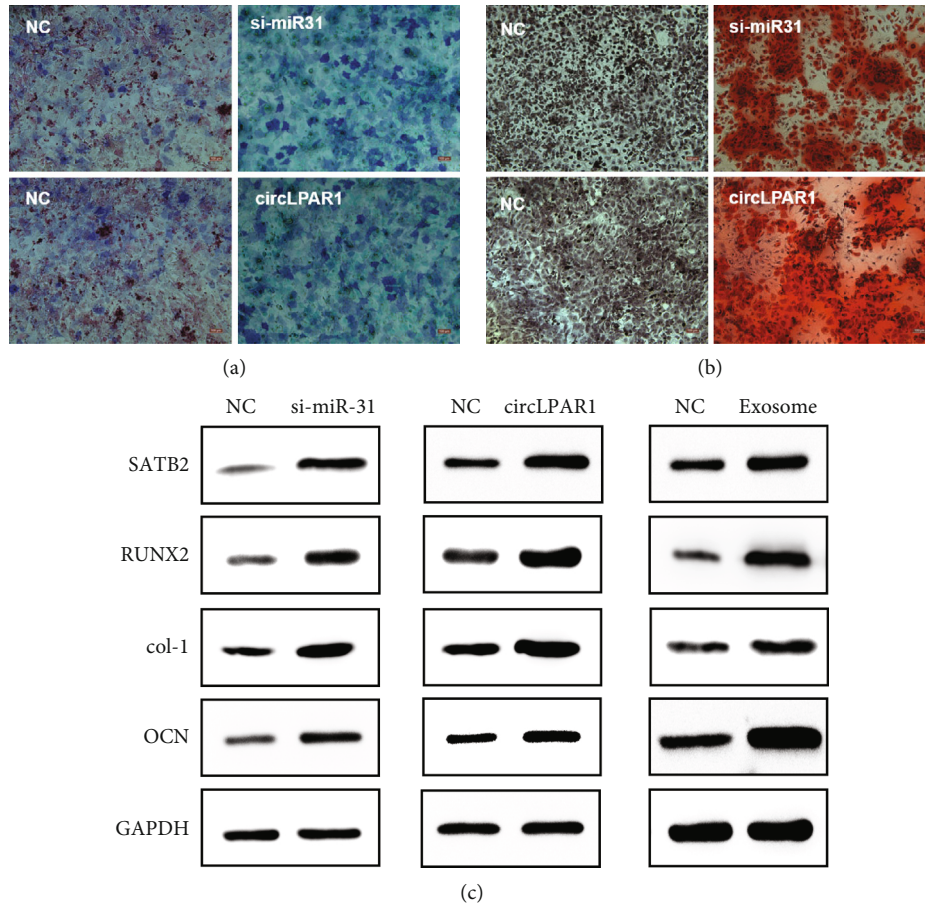 NC
si-miR31
NC
si-miR31
NC
circLPAR1
NC
circLPAR1
(a)
(b)
NC si-miR-31 NC circLPAR1 NC Exosome
SATB2
RUNX2
col-1
OCN
GAPDH
(c)